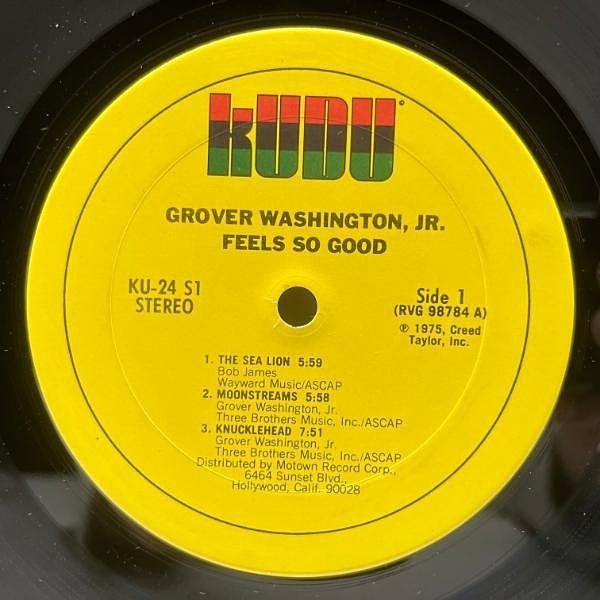 KUDU
GROVER WASHINGTON, JR.
FEELS SO GOOD
KU-24 S1
STEREO
Side 1
(RVG 98784 A)
℗ 1975, Creed
Taylor, Inc.
1. THE SEA LION 5:59
Bob James
Wayward Music/ASCAP
2. MOONSTREAMS 5:58
Grover Washington, Jr.
Three Brothers Music, Inc./ASCAP
3. KNUCKLEHEAD 7:51
Grover Washington, Jr.
Three Brothers Music, Inc./ASCAP
Distributed by Motown Record Corp.,
6464 Sunset Blvd.,
Hollywood, Calif. 90028